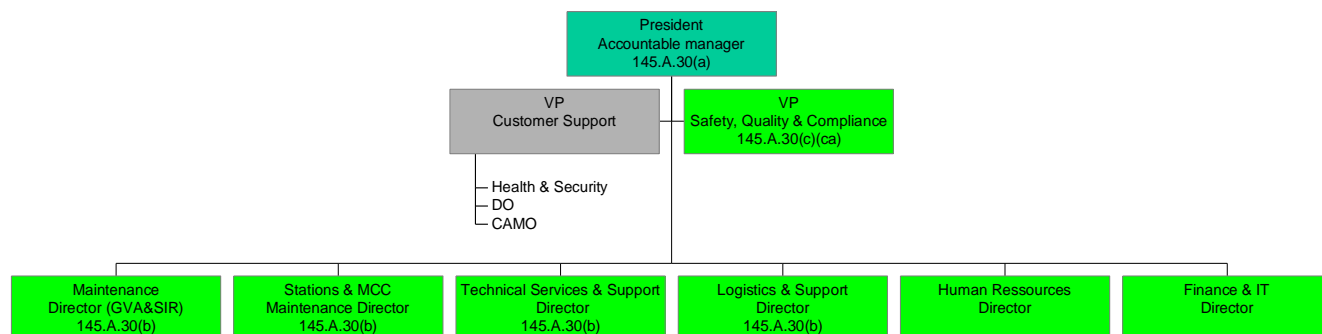 President
Accountable manager
145.A.30(a)
VP
Customer Support
VP
Safety, Quality & Compliance
145.A.30(c)(ca)
Health & Security
DO
CAMO
Maintenance
Director (GVA&SIR)
145.A.30(b)
Stations & MCC
Maintenance Director
145.A.30(b)
Technical Services & Support
Director
145.A.30(b)
Logistics & Support
Director
145.A.30(b)
Human Ressources
Director
Finance & IT
Director